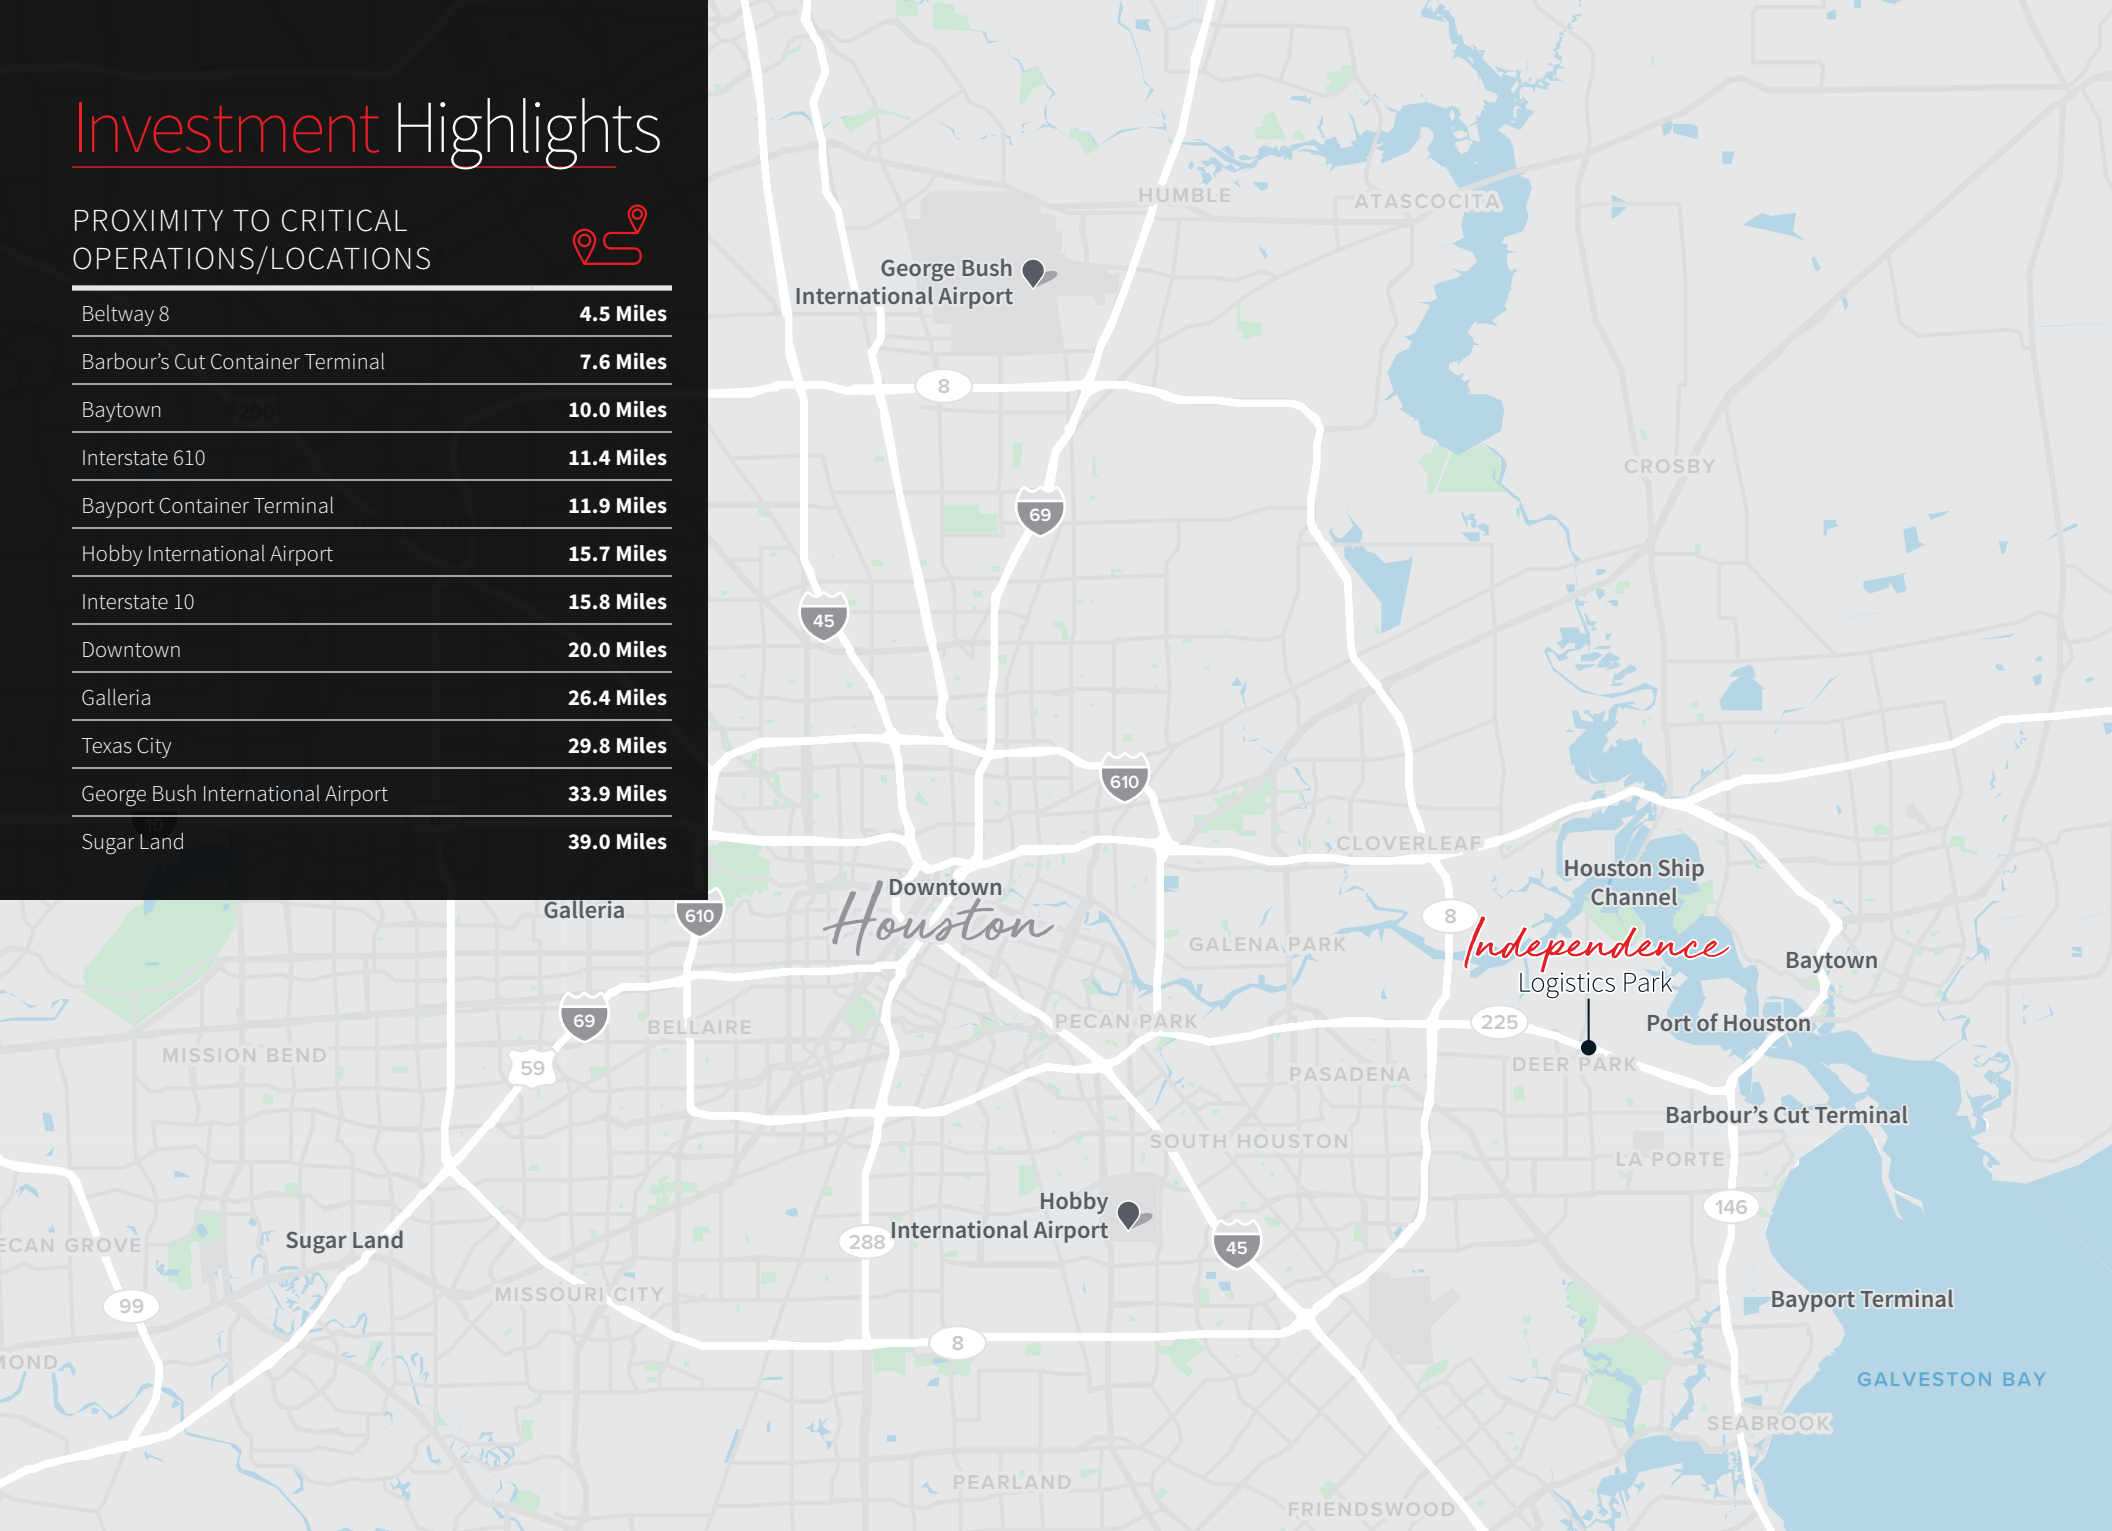 Investment Highlights
PROXIMITY TO CRITICAL
OPERATIONS/LOCATIONS
Beltway 8 4.5 Miles
Barbour’s Cut Container Terminal 7.6 Miles
Baytown 10.0 Miles
Interstate 610 11.4 Miles
Bayport Container Terminal 11.9 Miles
Hobby International Airport 15.7 Miles
Interstate 10 15.8 Miles
Downtown 20.0 Miles
Galleria 26.4 Miles
Texas City 29.8 Miles
George Bush International Airport 33.9 Miles
Sugar Land 39.0 Miles
290
10
8
HUMBLE
ATASCOCITA
George Bush
International Airport
8
CROSBY
69
45
610
CLOVERLEAF
Houston Ship
Channel
Downtown
Houston
Galleria
610
8
GALENA PARK
Independence
Logistics Park
Baytown
69
BELLAIRE
PECAN PARK
225
Port of Houston
MISSION BEND
59
PASADENA
DEER PARK
Barbour’s Cut Terminal
SOUTH HOUSTON
LA PORTE
Hobby
International Airport
146
288
45
ECAN GROVE
Sugar Land
MISSOURI CITY
99
Bayport Terminal
8
MOND
GALVESTON BAY
SEABROOK
PEARLAND
FRIENDSWOOD